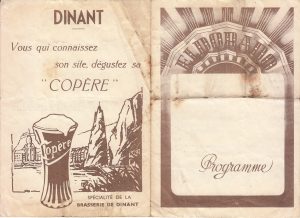 DINANT
Vous qui connaissez
son site, dégustez sa
"COPÈRE"
Copère
SPÉCIALITÉ DE LA
BRASSERIE DE DINANT
Programme